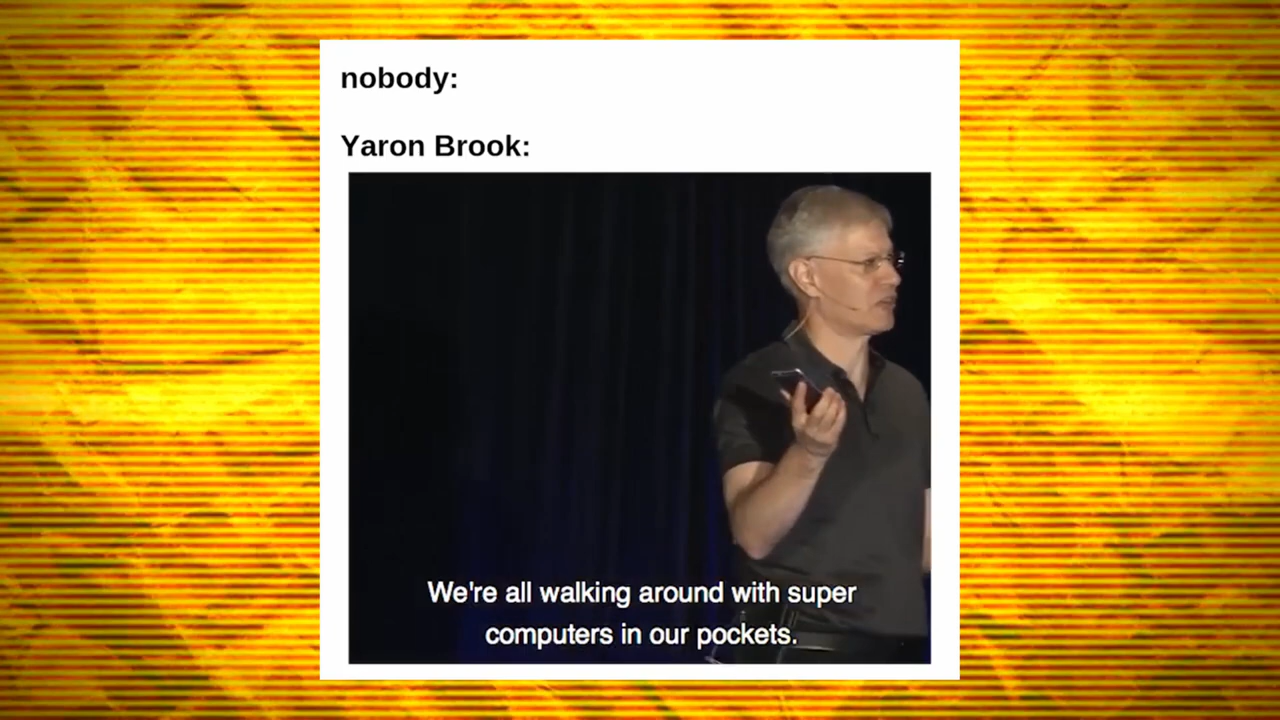 nobody:
Yaron Brook:
We're all walking around with super
computers in our pockets.